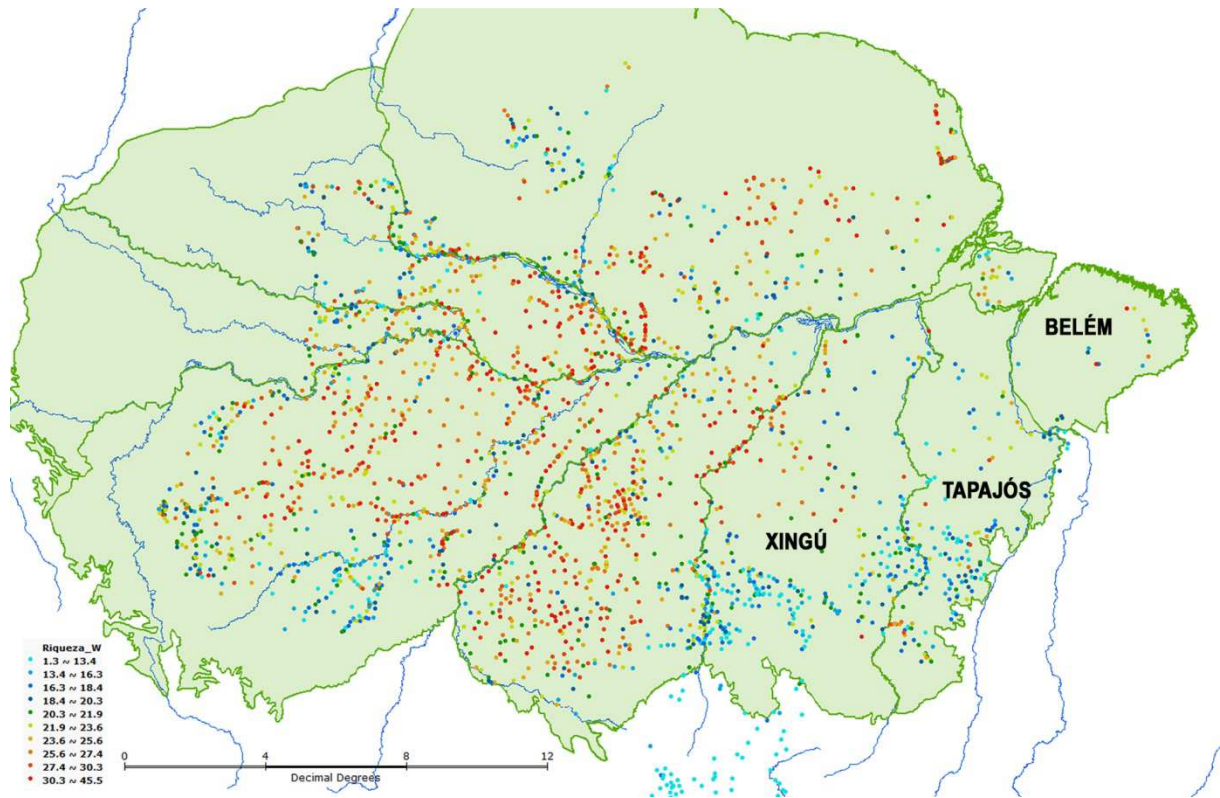 BELÉM
TAPAJÓS
XINGÚ
Riqueza_W
1.3 ~ 13.4
13.4 ~ 16.3
16.3 ~ 18.4
18.4 ~ 20.3
20.3 ~ 21.9
21.9 ~ 23.6
23.6 ~ 25.6
25.6 ~ 27.4
27.4 ~ 30.3
30.3 ~ 45.5
0 4 8 12
Decimal Degrees